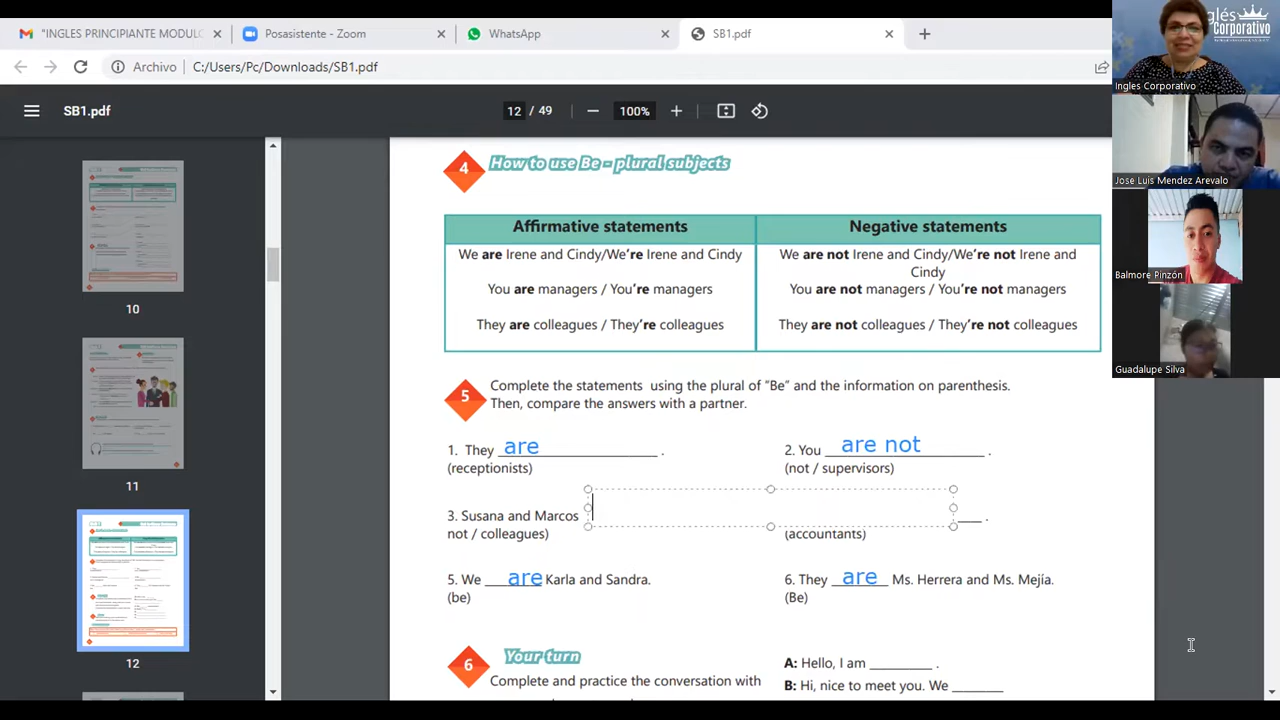 "INGLES PRINCIPIANTE MODULO
Posasistente - Zoom
WhatsApp
SB1.pdf
Archivo
C:/Users/Pc/Downloads/SB1.pdf
SB1.pdf
12 / 49
100%
10
11
12
4
How to use Be - plural subjects
Affirmative statements
Negative statements
We are Irene and Cindy/We're Irene and Cindy
We are not Irene and Cindy/We're not Irene and
Cindy
You are managers / You're managers
You are not managers / You're not managers
They are colleagues / They're colleagues
They are not colleagues / They're not colleagues
5
Complete the statements using the plural of "Be" and the information on parenthesis.
Then, compare the answers with a partner.
1. They are .
(receptionists)
2. You are not .
(not / supervisors)
3. Susana and Marcos
not / colleagues)
___ .
(accountants)
5. We ____ are Karla and Sandra.
(be)
6. They are Ms. Herrera and Ms. Mejía.
(Be)
6
Your turn
Complete and practice the conversation with
A: Hello, I am _______ .
B: Hi, nice to meet you. We ______
Inglés
Corporativo
Ingles Corporativo
Jose Luis Mendez Arevalo
Balmore Pinzón
Guadalupe Silva